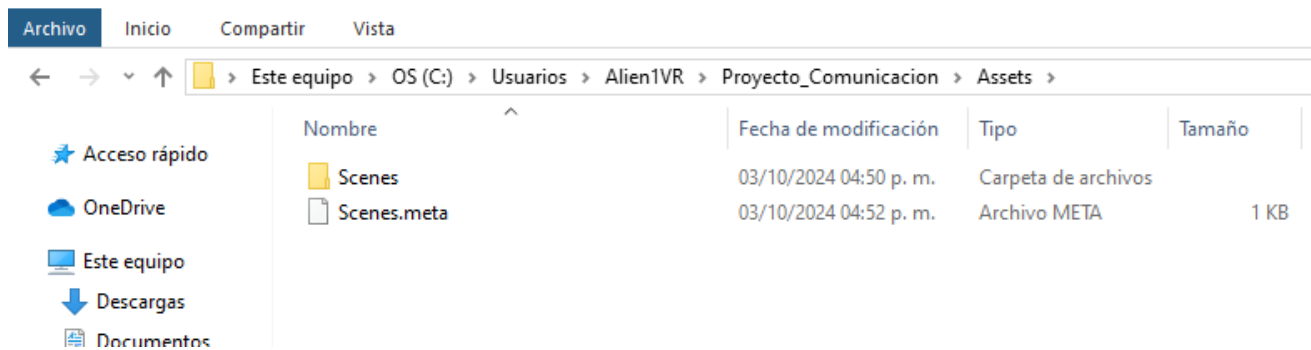 Archivo Inicio Compartir Vista
Este equipo > OS (C:) > Usuarios > Alien1VR > Proyecto_Comunicacion > Assets >
Nombre Fecha de modificación Tipo Tamaño
Acceso rápido
Scenes 03/10/2024 04:50 p. m. Carpeta de archivos
OneDrive
Scenes.meta 03/10/2024 04:52 p. m. Archivo META 1 KB
Este equipo
Descargas
Documentos